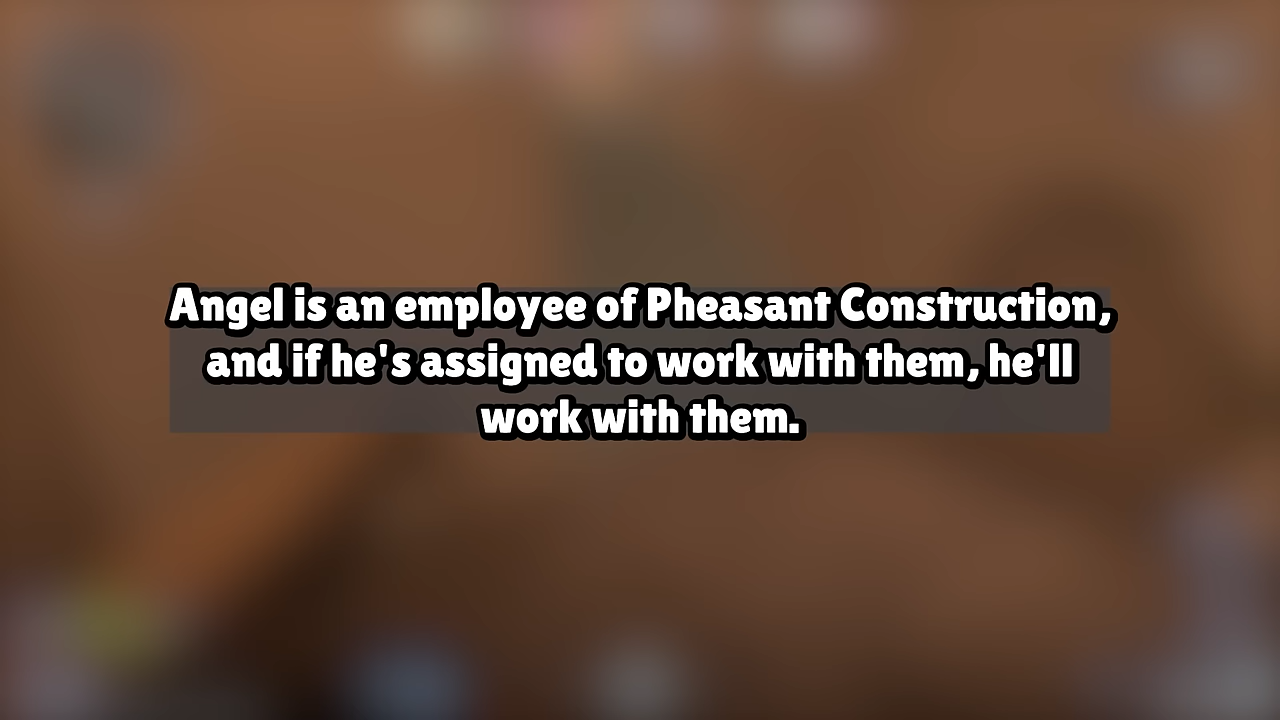 Angel is an employee of Pheasant Construction,
and if he's assigned to work with them, he'll
work with them.